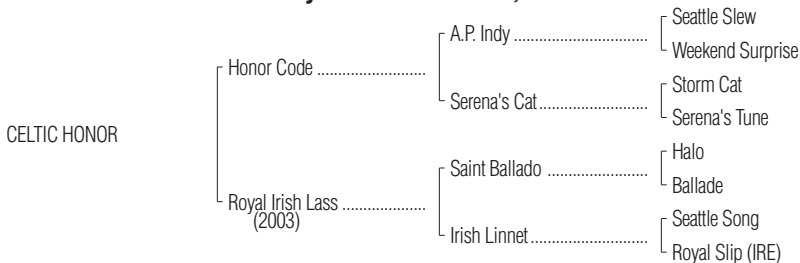 Seattle Slew
A.P. Indy ..................................
Weekend Surprise
Honor Code ...........................
Storm Cat
Serena's Cat...........................
Serena's Tune
CELTIC HONOR
Halo
Saint Ballado .........................
Ballade
Royal Irish Lass .....................
(2003)
Seattle Song
Irish Linnet.............................
Royal Slip (IRE)